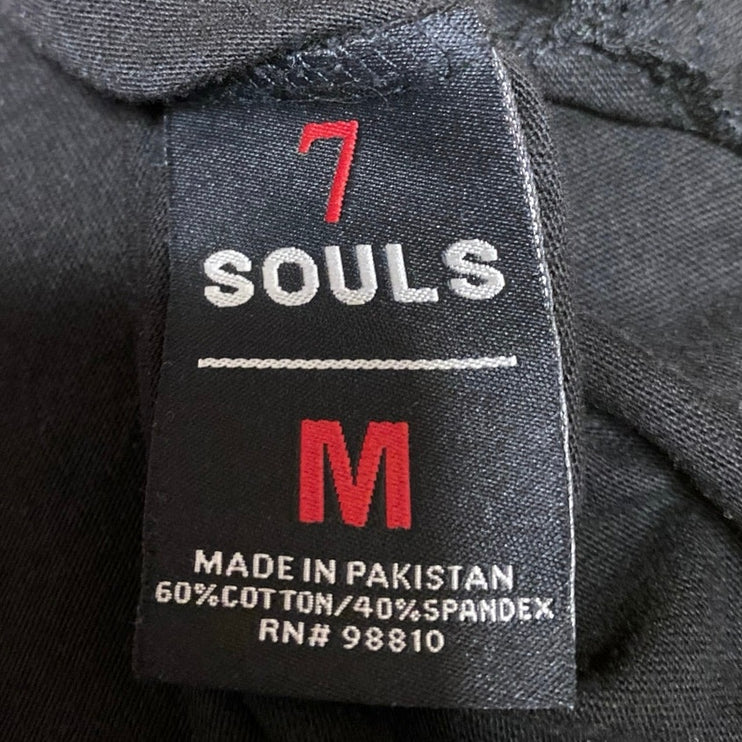 7
SOULS
M
MADE IN PAKISTAN
60%COTTON/40%SPANDEX
RN# 98810